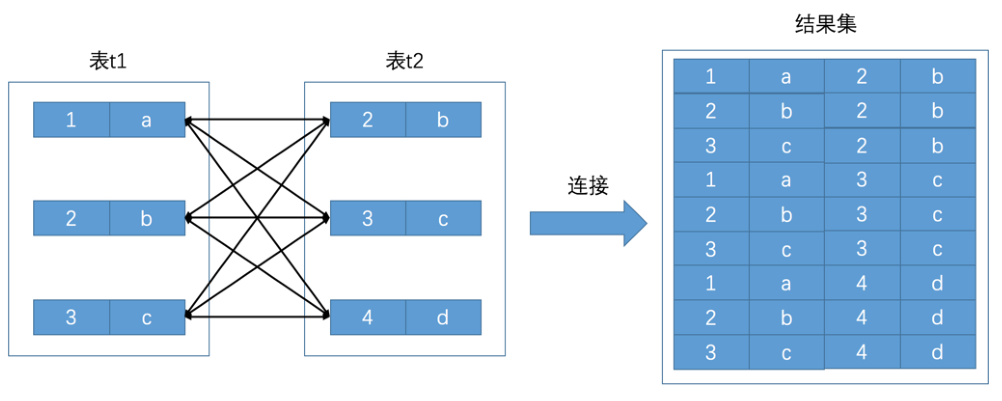 结果集
表t1
表t2
1 a
2 b
3 c
2 b
3 c
4 d
连接
1 a 2 b
2 b 2 b
3 c 2 b
1 a 3 c
2 b 3 c
3 c 3 c
1 a 4 d
2 b 4 d
3 c 4 d